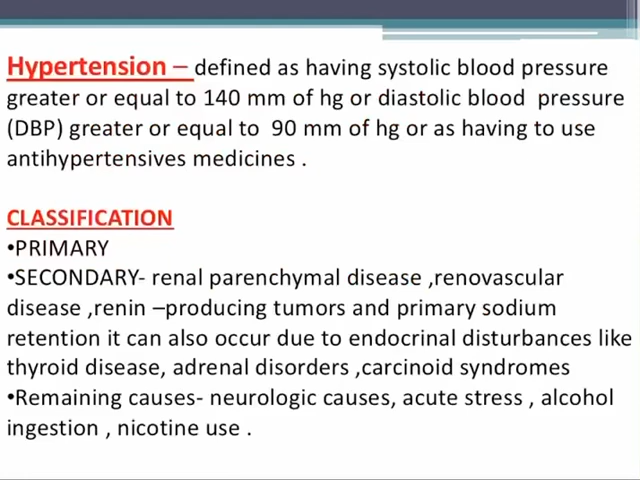 Hypertension – defined as having systolic blood pressure
greater or equal to 140 mm of hg or diastolic blood pressure
(DBP) greater or equal to 90 mm of hg or as having to use
antihypertensives medicines .
CLASSIFICATION
•PRIMARY
•SECONDARY- renal parenchymal disease ,renovascular
disease ,renin –producing tumors and primary sodium
retention it can also occur due to endocrinal disturbances like
thyroid disease, adrenal disorders ,carcinoid syndromes
•Remaining causes- neurologic causes, acute stress , alcohol
ingestion , nicotine use .